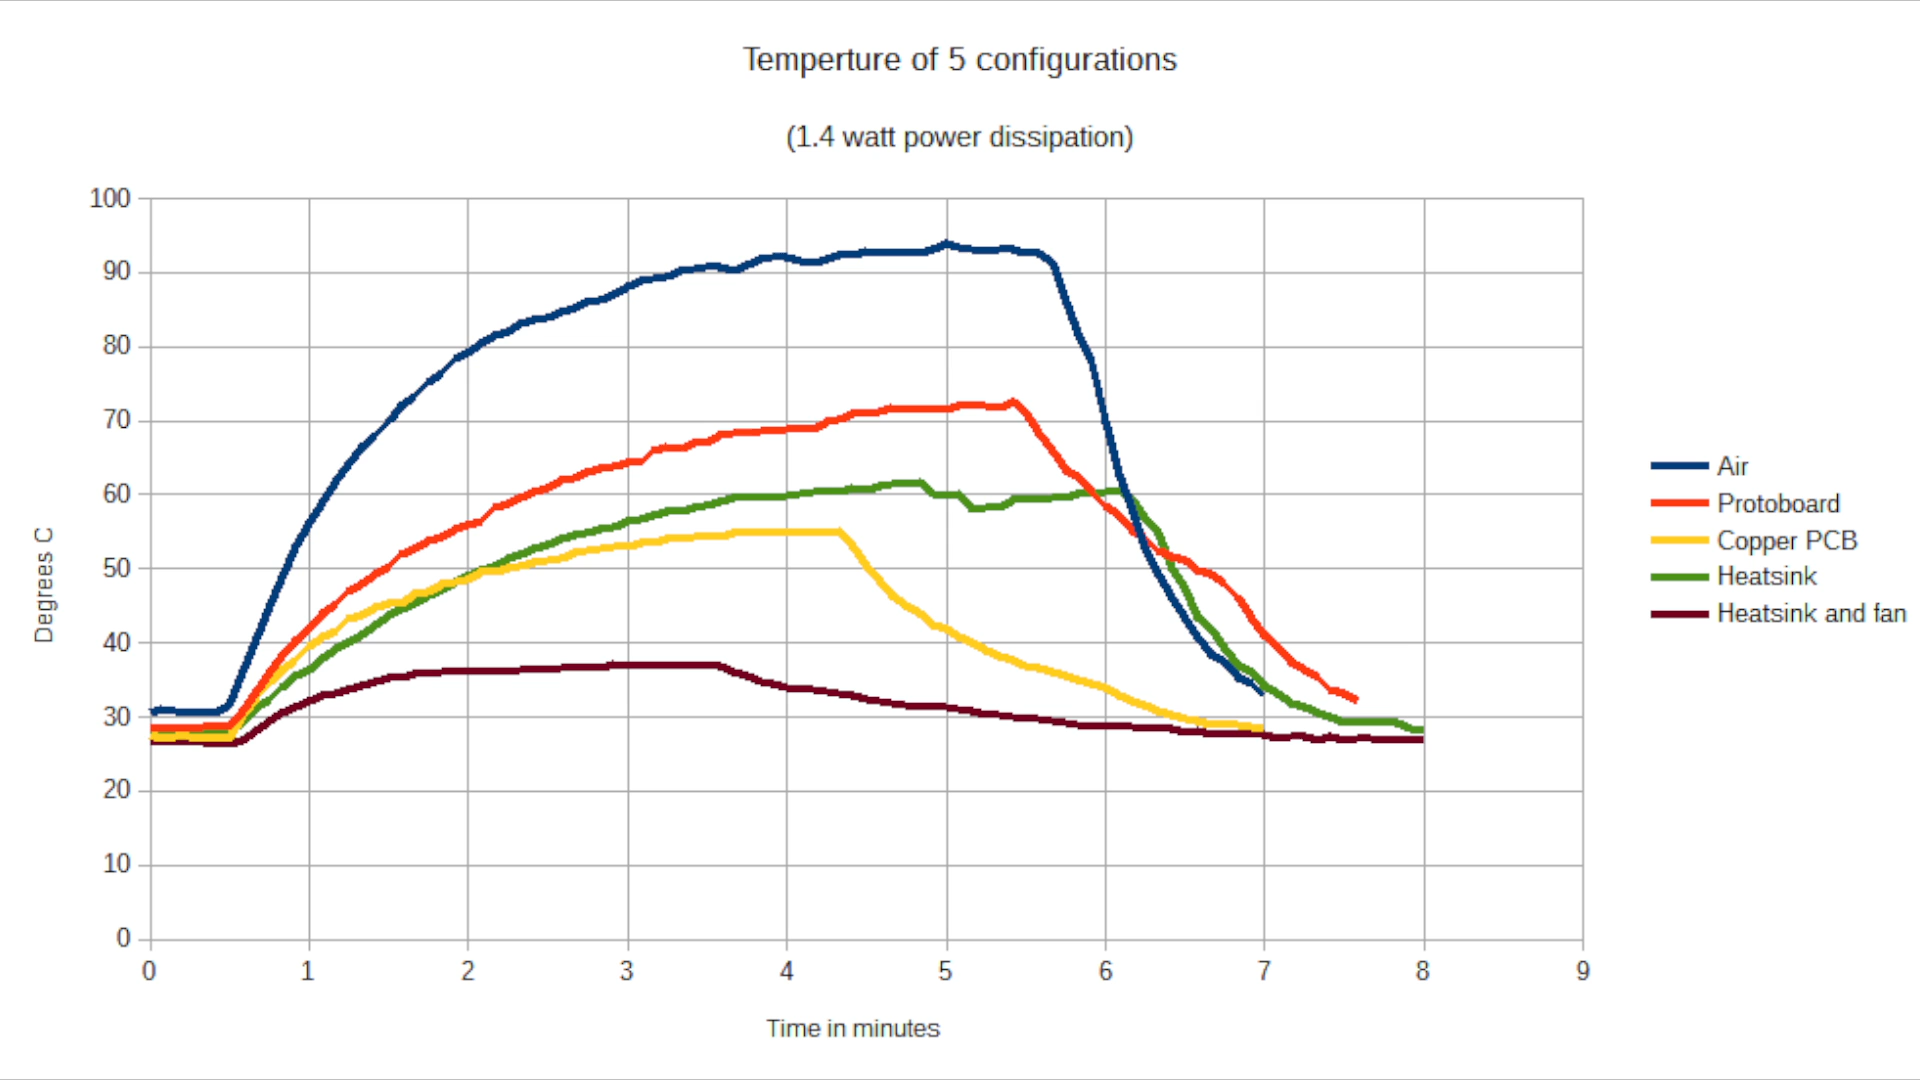 Temperture of 5 configurations
(1.4 watt power dissipation)
100
90
80
70
60
50
40
30
20
10
0
Degrees C
0 1 2 3 4 5 6 7 8 9
Time in minutes
Air
Protoboard
Copper PCB
Heatsink
Heatsink and fan